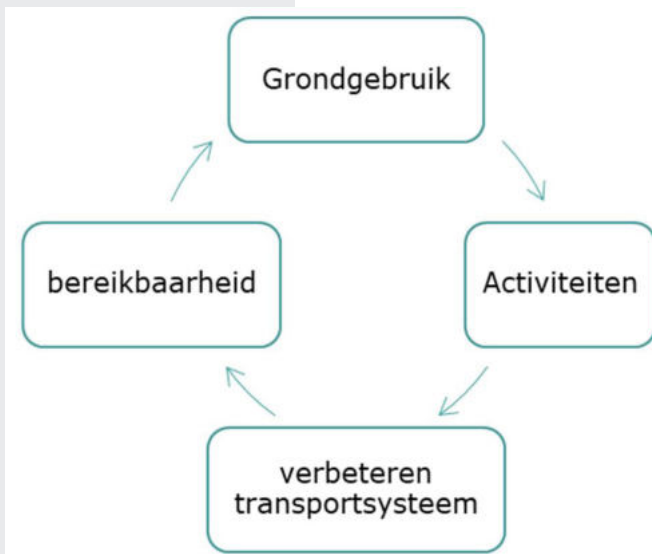 Grondgebruik
bereikbaarheid
Activiteiten
verbeteren
transportsysteem